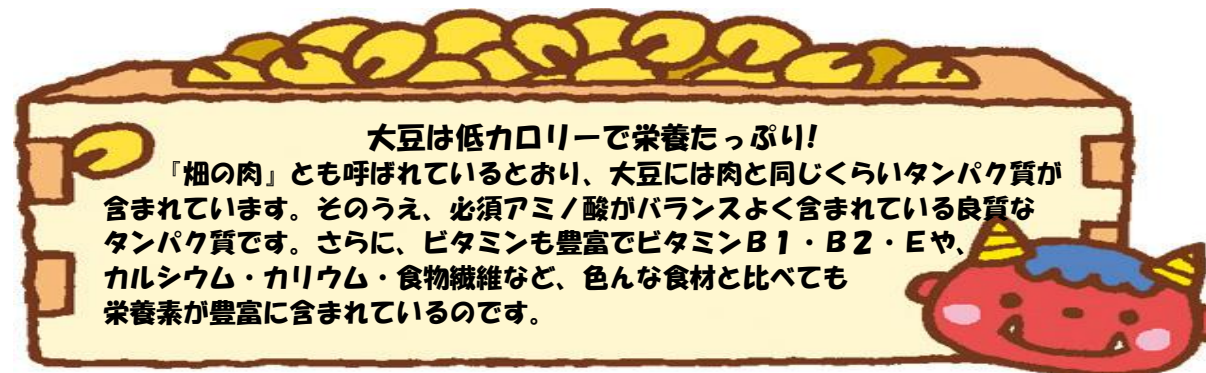 大豆は低カロリーで栄養たっぷり!
『畑の肉』とも呼ばれているとおり、大豆には肉と同じくらいタンパク質が
含まれています。そのうえ、必須アミノ酸がバランスよく含まれている良質な
タンパク質です。さらに、ビタミンも豊富でビタミンB1・B2・Eや、
カルシウム・カリウム・食物繊維など、色んな食材と比べても
栄養素が豊富に含まれているのです。